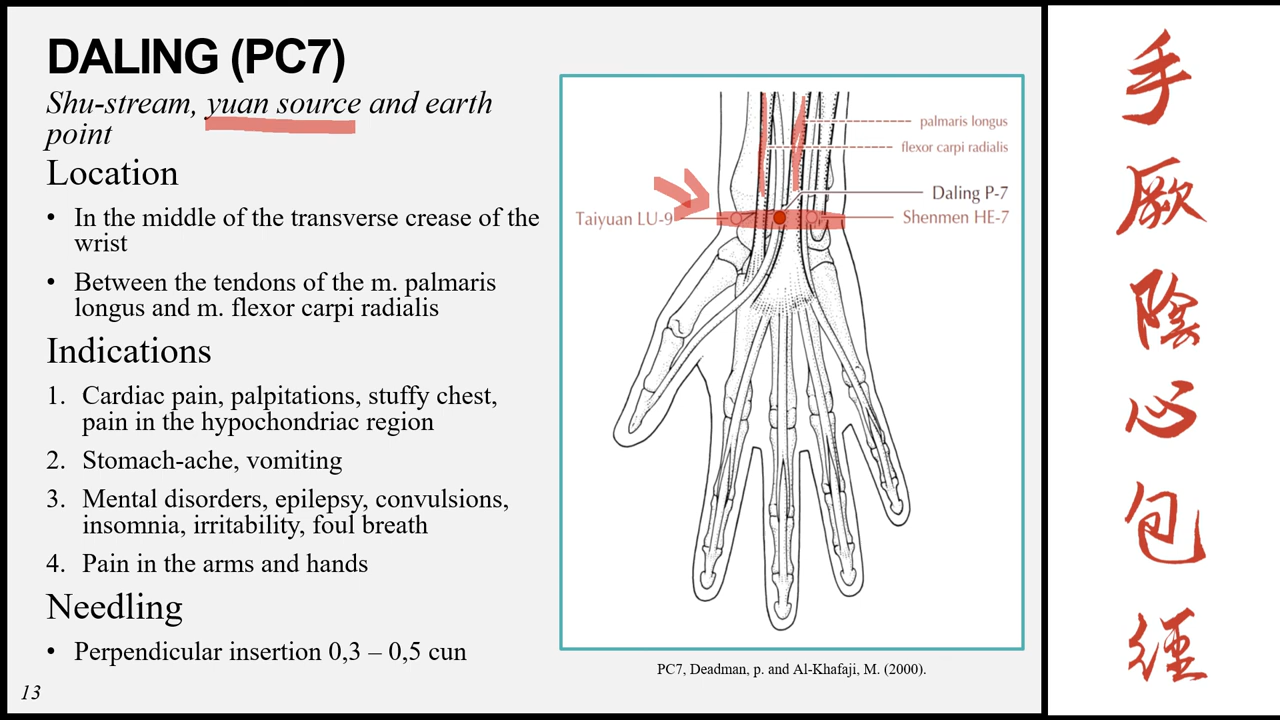 DALING (PC7)
Shu-stream, yuan source and earth
point
Location
• In the middle of the transverse crease of the
wrist
• Between the tendons of the m. palmaris
longus and m. flexor carpi radialis
Indications
1. Cardiac pain, palpitations, stuffy chest,
pain in the hypochondriac region
2. Stomach-ache, vomiting
3. Mental disorders, epilepsy, convulsions,
insomnia, irritability, foul breath
4. Pain in the arms and hands
Needling
• Perpendicular insertion 0,3 – 0,5 cun
13
palmaris longus
flexor carpi radialis
Daling P-7
Taiyuan LU-9
Shenmen HE-7
PC7, Deadman, p. and Al-Khafaji, M. (2000).
手厥陰心包經